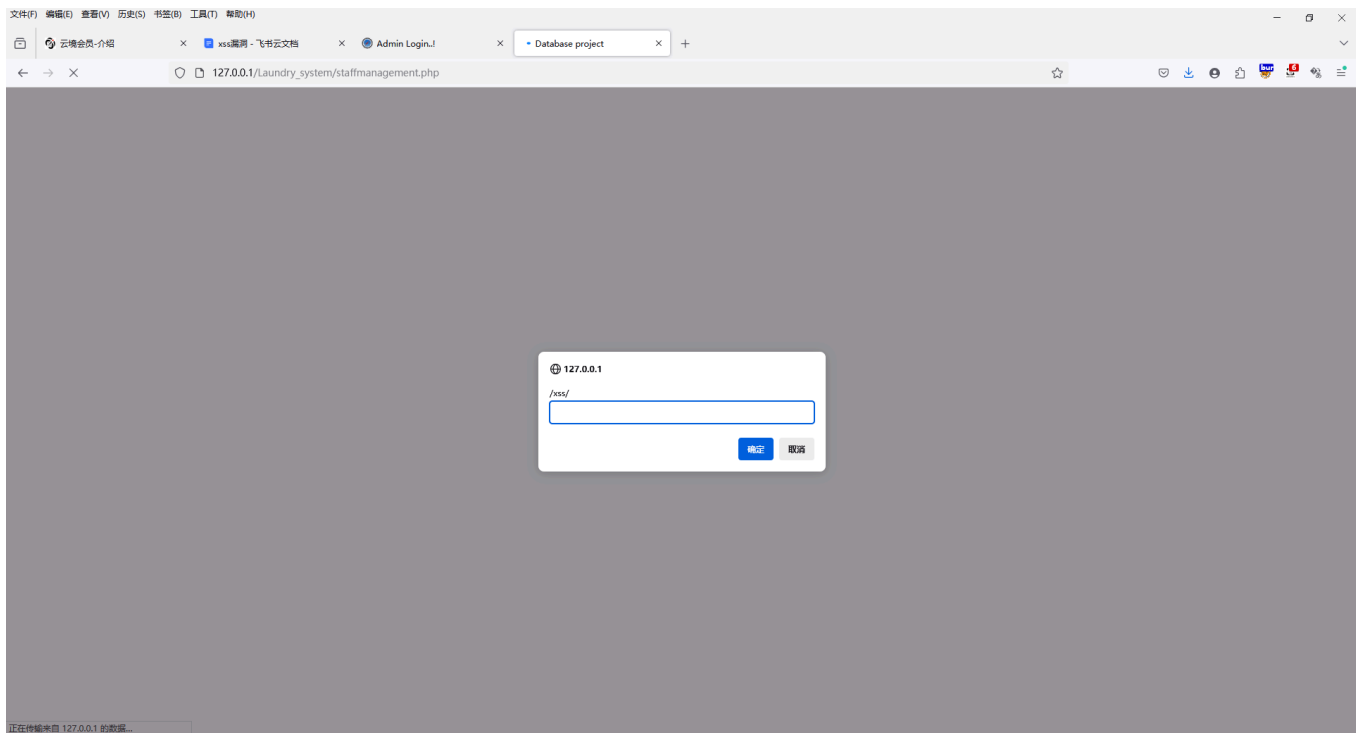 文件(F) 编辑(E) 查看(V) 历史(S) 书签(B) 工具(T) 帮助(H)
云境会员-介绍
xss漏洞 - 飞书云文档
Admin Login..!
Database project
127.0.0.1/Laundry_system/staffmanagement.php
bur
6
127.0.0.1
/xss/
确定 取消
正在传输来自 127.0.0.1 的数据...